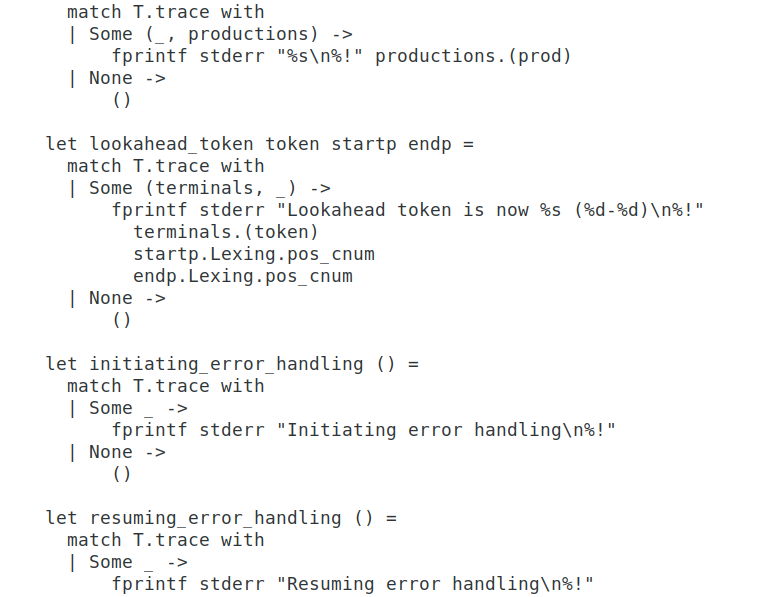 match T.trace with
| Some (_, productions) ->
fprintf stderr "%s\n%!" productions.(prod)
| None ->
()
let lookahead_token token startp endp =
match T.trace with
| Some (terminals, _) ->
fprintf stderr "Lookahead token is now %s (%d-%d)\n%!"
terminals.(token)
startp.Lexing.pos_cnum
endp.Lexing.pos_cnum
| None ->
()
let initiating_error_handling () =
match T.trace with
| Some _ ->
fprintf stderr "Initiating error handling\n%!"
| None ->
()
let resuming_error_handling () =
match T.trace with
| Some _ ->
fprintf stderr "Resuming error handling\n%!"